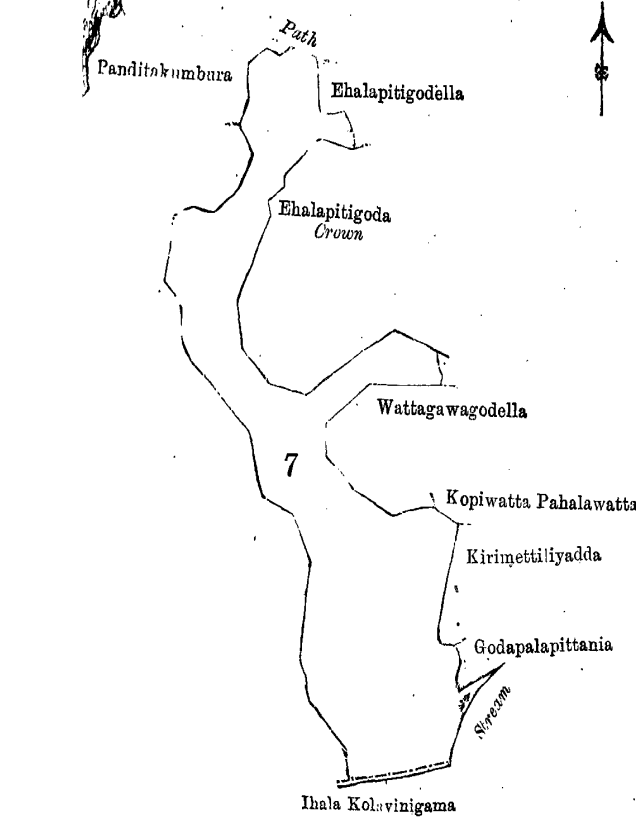 Path
Panditakumbura
Ehalapitigodella
Ehalapitigoda
Crown
Wattagawagodella
7
Kopiwatta Pahalawatta
Kirimettiliyadda
Godapalapittania
Stream
Ihala Kolavinigama